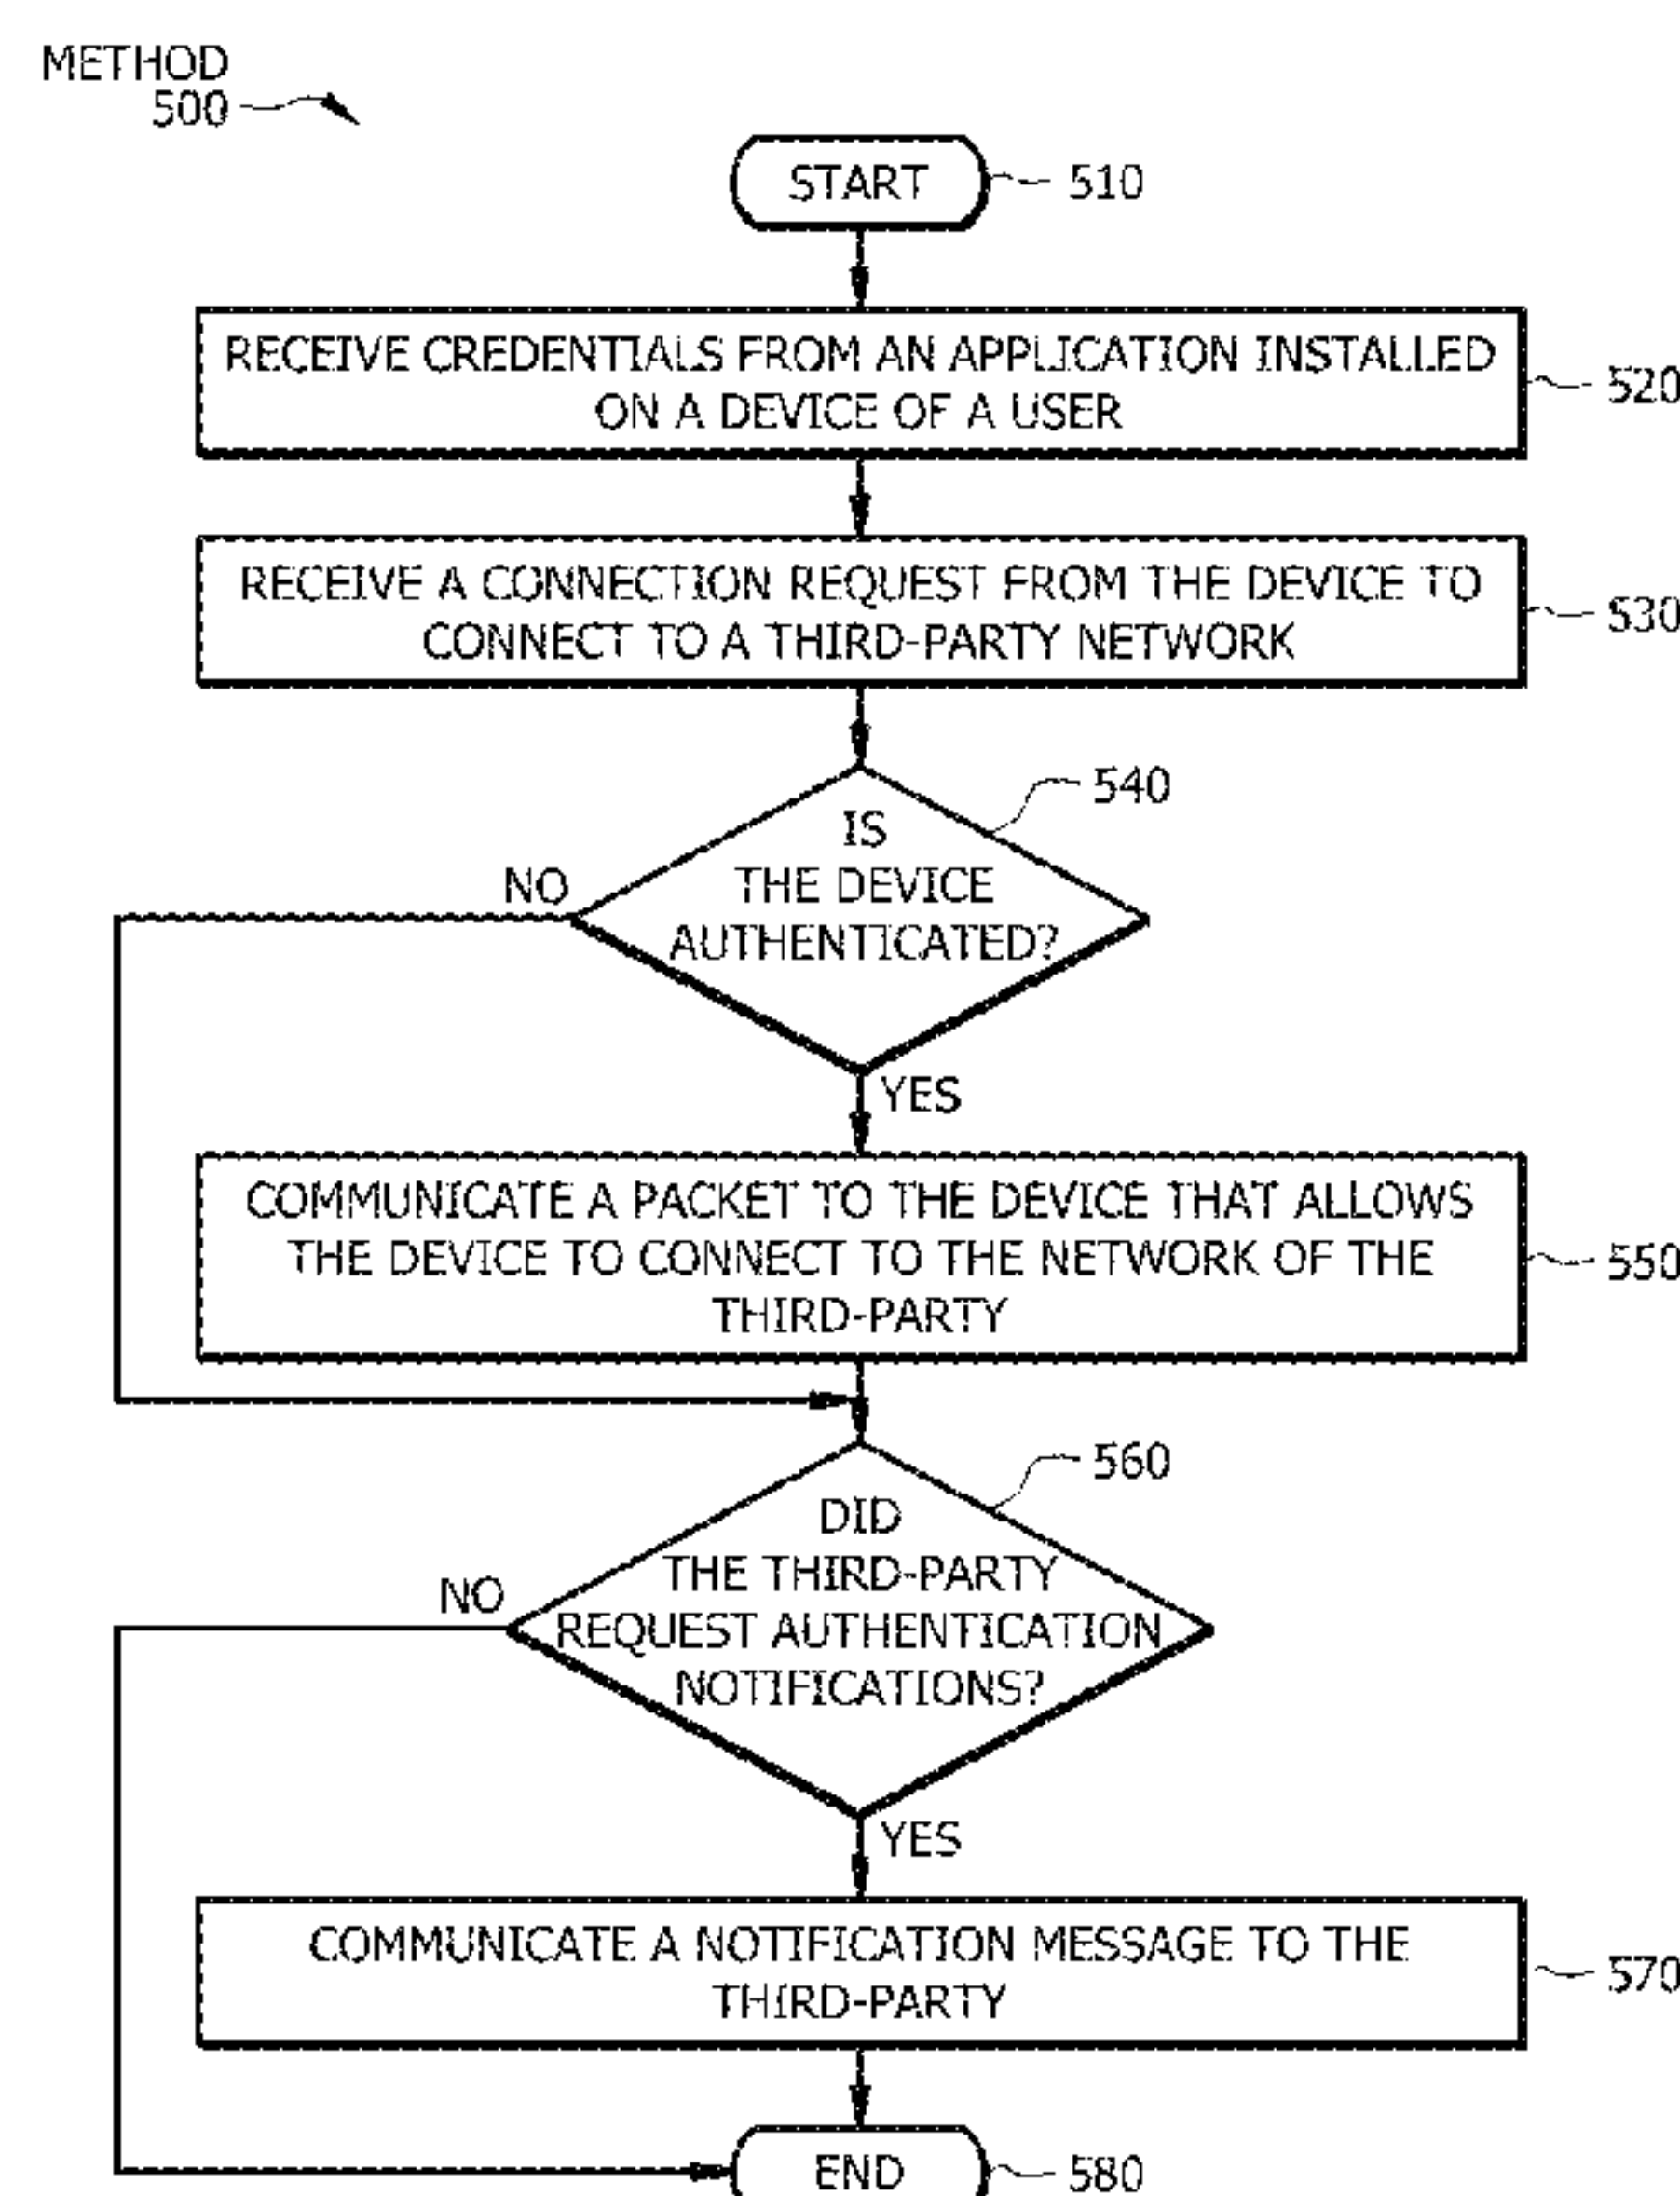 METHOD
500
START
510
RECEIVE CREDENTIALS FROM AN APPLICATION INSTALLED
ON A DEVICE OF A USER
520
RECEIVE A CONNECTION REQUEST FROM THE DEVICE TO
CONNECT TO A THIRD-PARTY NETWORK
530
540
IS
THE DEVICE
AUTHENTICATED?
NO
YES
COMMUNICATE A PACKET TO THE DEVICE THAT ALLOWS
THE DEVICE TO CONNECT TO THE NETWORK OF THE
THIRD-PARTY
550
560
DID
THE THIRD-PARTY
REQUEST AUTHENTICATION
NOTIFICATIONS?
NO
YES
COMMUNICATE A NOTIFICATION MESSAGE TO THE
THIRD-PARTY
570
END
580